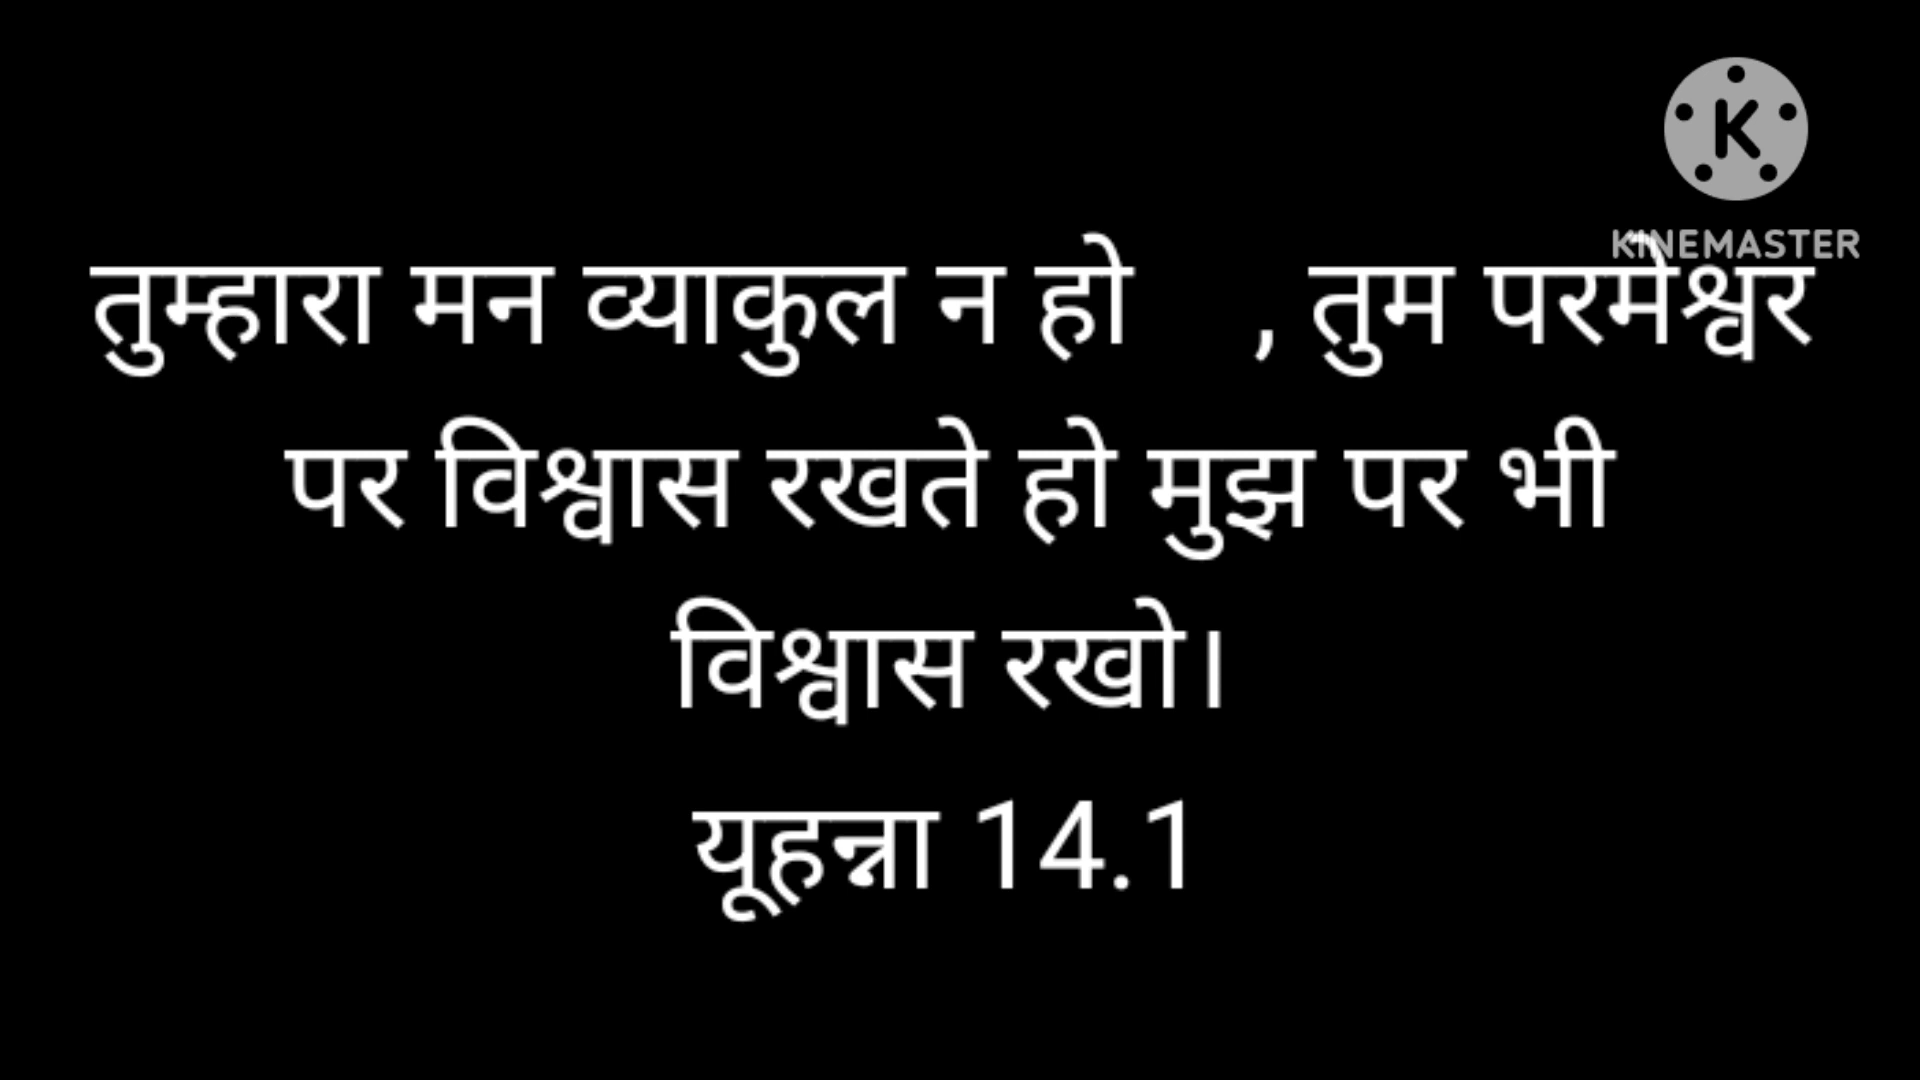 KINEMASTER
तुम्हारा मन व्याकुल न हो , तुम परमेश्वर
पर विश्वास रखते हो मुझ पर भी
विश्वास रखो।
यूहन्ना 14.1